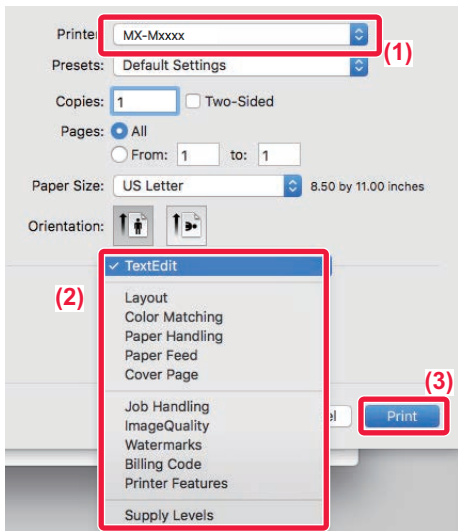 Printer: MX-Mxxxx
(1)
Presets: Default Settings
Copies: 1 Two-Sided
Pages: All
From: 1 to: 1
Paper Size: US Letter 8.50 by 11.00 inches
Orientation:
✓ TextEdit
(2)
Layout
Color Matching
Paper Handling
Paper Feed
Cover Page
(3)
Job Handling
ImageQuality
Watermarks
Billing Code
Printer Features
Print
Supply Levels